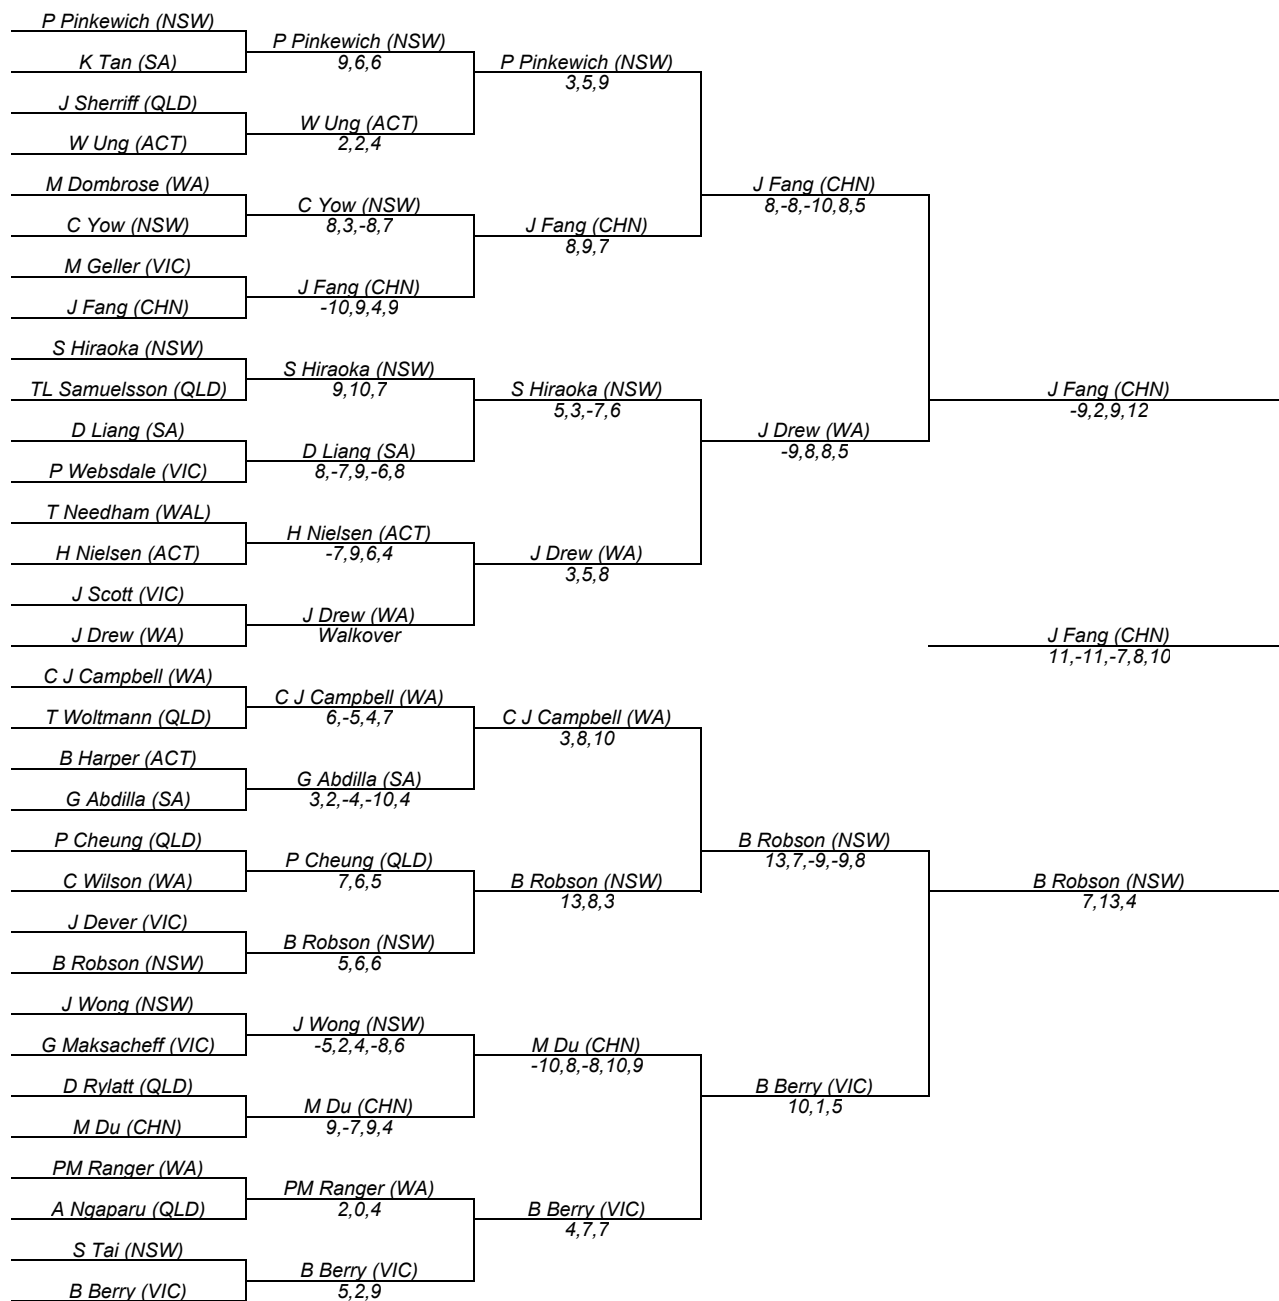 P Pinkewich (NSW)
K Tan (SA)
J Sherriff (QLD)
W Ung (ACT)
M Dombrose (WA)
C Yow (NSW)
M Geller (VIC)
J Fang (CHN)
S Hiraoka (NSW)
TL Samuelsson (QLD)
D Liang (SA)
P Websdale (VIC)
T Needham (WAL)
H Nielsen (ACT)
J Scott (VIC)
J Drew (WA)
C J Campbell (WA)
T Woltmann (QLD)
B Harper (ACT)
G Abdilla (SA)
P Cheung (QLD)
C Wilson (WA)
J Dever (VIC)
B Robson (NSW)
J Wong (NSW)
G Maksacheff (VIC)
D Rylatt (QLD)
M Du (CHN)
PM Ranger (WA)
A Ngaparu (QLD)
S Tai (NSW)
B Berry (VIC)
P Pinkewich (NSW)
9,6,6
W Ung (ACT)
2,2,4
C Yow (NSW)
8,3,-8,7
J Fang (CHN)
-10,9,4,9
S Hiraoka (NSW)
9,10,7
D Liang (SA)
8,-7,9,-6,8
H Nielsen (ACT)
-7,9,6,4
J Drew (WA)
Walkover
C J Campbell (WA)
6,-5,4,7
G Abdilla (SA)
3,2,-4,-10,4
P Cheung (QLD)
7,6,5
B Robson (NSW)
5,6,6
J Wong (NSW)
-5,2,4,-8,6
M Du (CHN)
9,-7,9,4
PM Ranger (WA)
2,0,4
B Berry (VIC)
5,2,9
P Pinkewich (NSW)
3,5,9
J Fang (CHN)
8,9,7
S Hiraoka (NSW)
5,3,-7,6
J Drew (WA)
3,5,8
C J Campbell (WA)
3,8,10
B Robson (NSW)
13,8,3
M Du (CHN)
-10,8,-8,10,9
B Berry (VIC)
4,7,7
J Fang (CHN)
8,-8,-10,8,5
J Drew (WA)
-9,8,8,5
B Robson (NSW)
13,7,-9,-9,8
B Berry (VIC)
10,1,5
J Fang (CHN)
-9,2,9,12
J Fang (CHN)
11,-11,-7,8,10
B Robson (NSW)
7,13,4